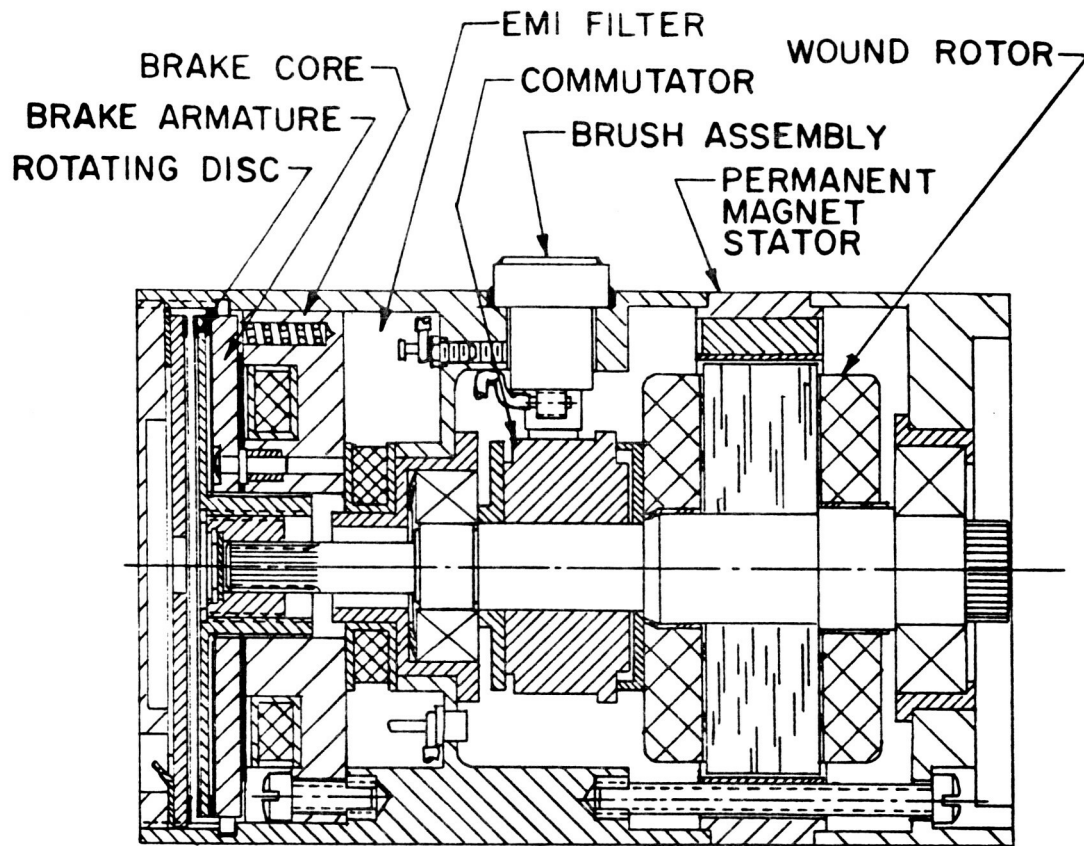 EMI FILTER
WOUND ROTOR
BRAKE CORE
COMMUTATOR
BRAKE ARMATURE
BRUSH ASSEMBLY
ROTATING DISC
PERMANENT
MAGNET
STATOR